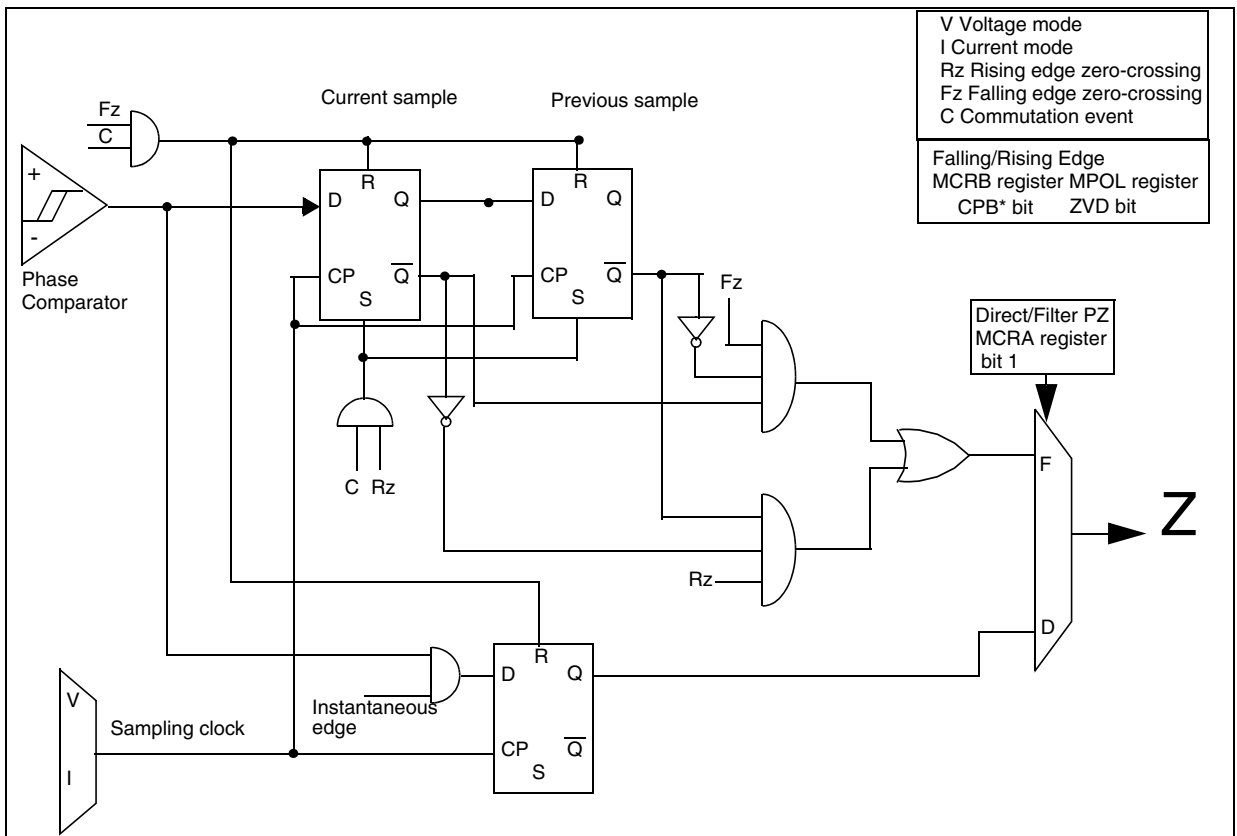 V Voltage mode
I Current mode
Rz Rising edge zero-crossing
Fz Falling edge zero-crossing
C Commutation event
Falling/Rising Edge
MCRB register MPOL register
CPB* bit ZVD bit
Current sample
Previous sample
Fz
C
+
-
Phase
Comparator
R
D Q
CP Q
S
R
D Q
CP Q
S
Fz
Direct/Filter PZ
MCRA register
bit 1
C Rz
F
Z
Rz
D
R
D Q
Instantaneous
edge
CP Q
S
V
Sampling clock
I